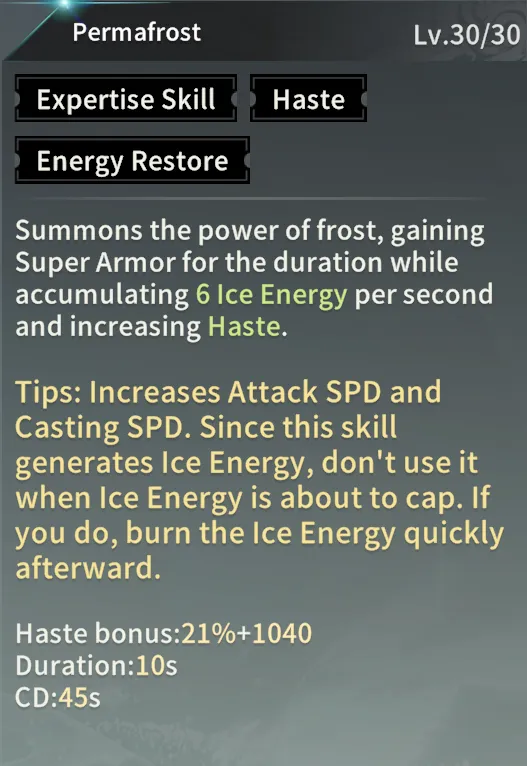 Permafrost
Lv.30/30
Expertise Skill
Haste
Energy Restore
Summons the power of frost, gaining
Super Armor for the duration while
accumulating 6 Ice Energy per second
and increasing Haste.
Tips: Increases Attack SPD and
Casting SPD. Since this skill
generates Ice Energy, don't use it
when Ice Energy is about to cap. If
you do, burn the Ice Energy quickly
afterward.
Haste bonus:21%+1040
Duration:10s
CD:45s